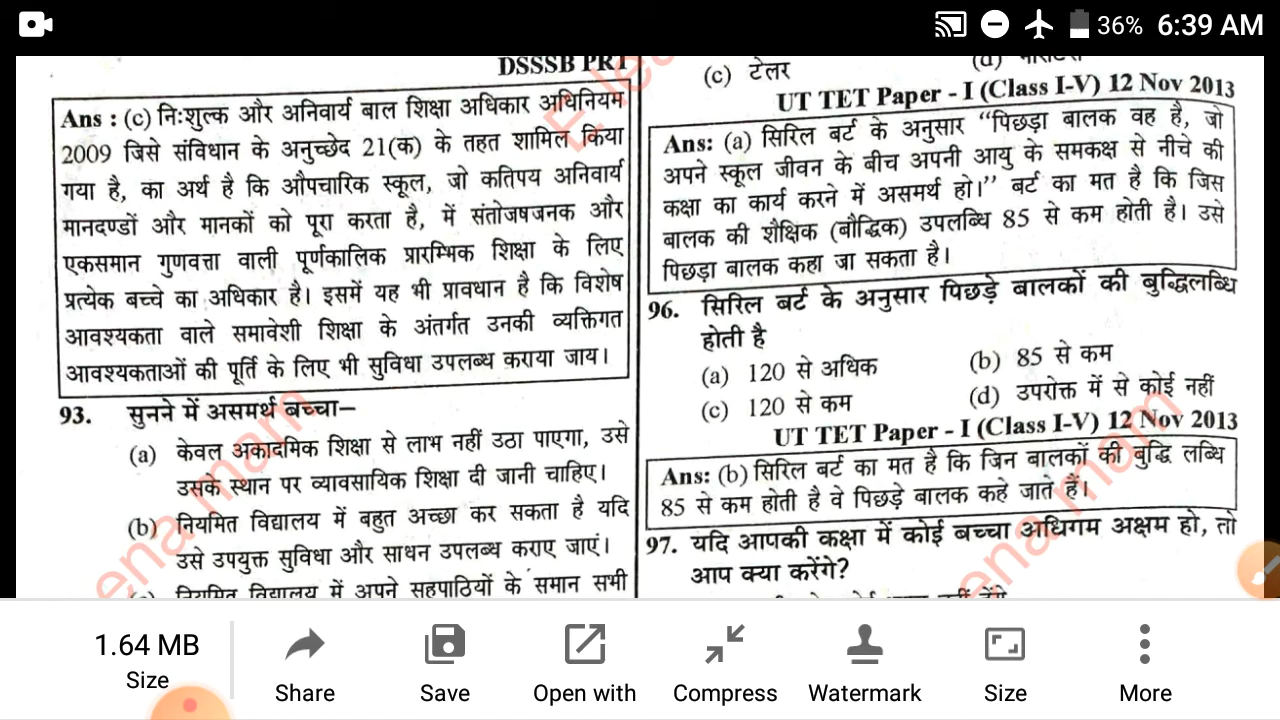 36% 6:39 AM
DSSSB PRT
Ans : (c) निःशुल्क और अनिवार्य बाल शिक्षा अधिकार अधिनियम
2009 जिसे संविधान के अनुच्छेद 21(क) के तहत शामिल किया
गया है, का अर्थ है कि औपचारिक स्कूल, जो कतिपय अनिवार्य
मानदण्डों और मानकों को पूरा करता है, में संतोजषजनक और
एकसमान गुणवत्ता वाली पूर्णकालिक प्रारम्भिक शिक्षा के लिए
प्रत्येक बच्चे का अधिकार है। इसमें यह भी प्रावधान है कि विशेष
आवश्यकता वाले समावेशी शिक्षा के अंतर्गत उनकी व्यक्तिगत
आवश्यकताओं की पूर्ति के लिए भी सुविधा उपलब्ध कराया जाय।
93. सुनने में असमर्थ बच्चा–
(a) केवल अकादमिक शिक्षा से लाभ नहीं उठा पाएगा, उसे
उसके स्थान पर व्यावसायिक शिक्षा दी जानी चाहिए।
(b) नियमित विद्यालय में बहुत अच्छा कर सकता है यदि
उसे उपयुक्त सुविधा और साधन उपलब्ध कराए जाएं।
नियमित विद्यालय में अपने सहपाठियों के समान सभी
(c) टेलर
(d)
UT TET Paper - I (Class I-V) 12 Nov 2013
Ans: (a) सिरिल बर्ट के अनुसार “पिछड़ा बालक वह है, जो
अपने स्कूल जीवन के बीच अपनी आयु के समकक्ष से नीचे की
कक्षा का कार्य करने में असमर्थ हो।” बर्ट का मत है कि जिस
बालक की शैक्षिक (बौद्धिक) उपलब्धि 85 से कम होती है। उसे
पिछड़ा बालक कहा जा सकता है।
96. सिरिल बर्ट के अनुसार पिछड़े बालकों की बुद्धिलब्धि
होती है
(a) 120 से अधिक (b) 85 से कम
(c) 120 से कम (d) उपरोक्त में से कोई नहीं
UT TET Paper - I (Class I-V) 12 Nov 2013
Ans: (b) सिरिल बर्ट का मत है कि जिन बालकों की बुद्धि लब्धि
85 से कम होती है वे पिछड़े बालक कहे जाते हैं।
97. यदि आपकी कक्षा में कोई बच्चा अधिगम अक्षम हो, तो
आप क्या करेंगे?
1.64 MB
Size
Share
Save
Open with
Compress
Watermark
Size
More